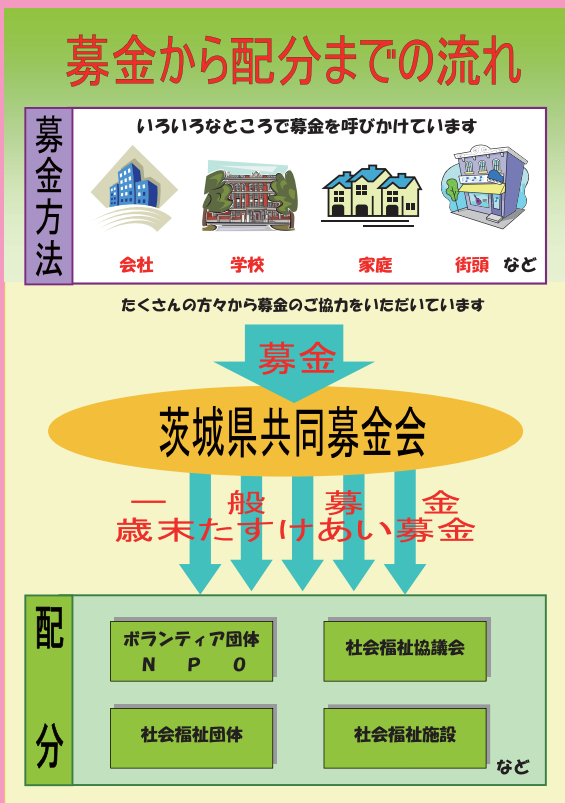 募金から配分までの流れ
募金方法
いろいろなところで募金を呼びかけています
会社 学校 家庭 街頭 など
たくさんの方々から募金のご協力をいただいています
募金
茨城県共同募金会
一般募金
歳末たすけあい募金
配分
ボランティア団体
NPO
社会福祉協議会
社会福祉団体
社会福祉施設
など